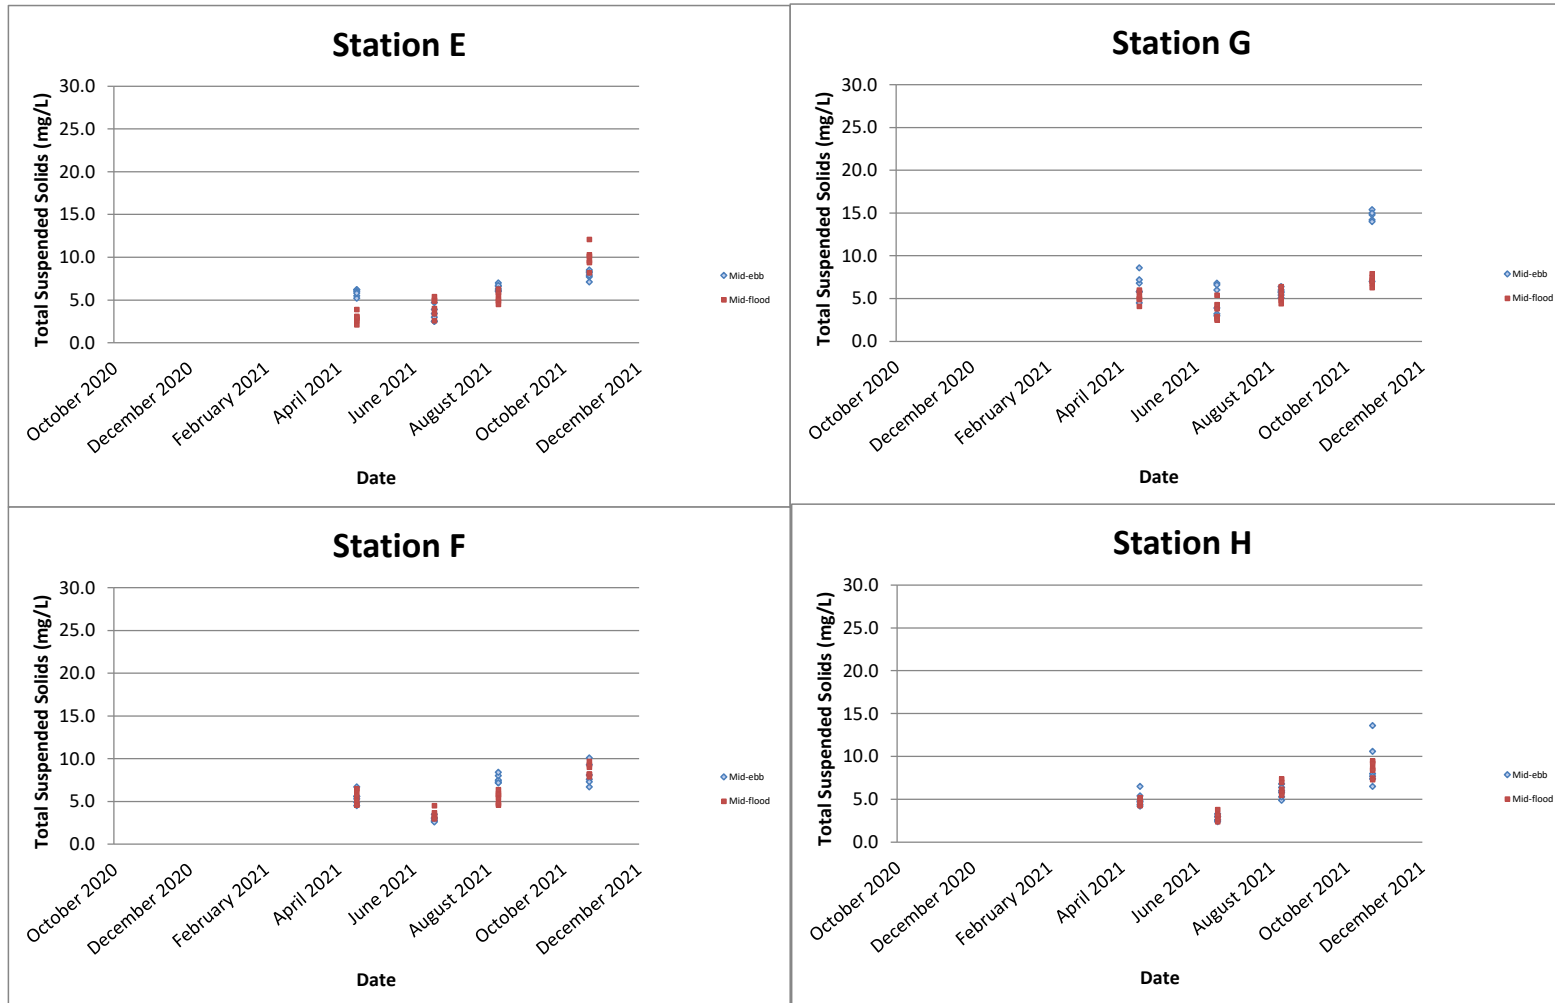 Station E
Total Suspended Solids (mg/L)
30.0
25.0
20.0
15.0
10.0
5.0
0.0
October 2020
December 2020
February 2021
April 2021
June 2021
August 2021
October 2021
December 2021
Date
Mid-ebb
Mid-flood
Station G
Total Suspended Solids (mg/L)
30.0
25.0
20.0
15.0
10.0
5.0
0.0
October 2020
December 2020
February 2021
April 2021
June 2021
August 2021
October 2021
December 2021
Date
Mid-ebb
Mid-flood
Station F
Total Suspended Solids (mg/L)
30.0
25.0
20.0
15.0
10.0
5.0
0.0
October 2020
December 2020
February 2021
April 2021
June 2021
August 2021
October 2021
December 2021
Date
Mid-ebb
Mid-flood
Station H
Total Suspended Solids (mg/L)
30.0
25.0
20.0
15.0
10.0
5.0
0.0
October 2020
December 2020
February 2021
April 2021
June 2021
August 2021
October 2021
December 2021
Date
Mid-ebb
Mid-flood